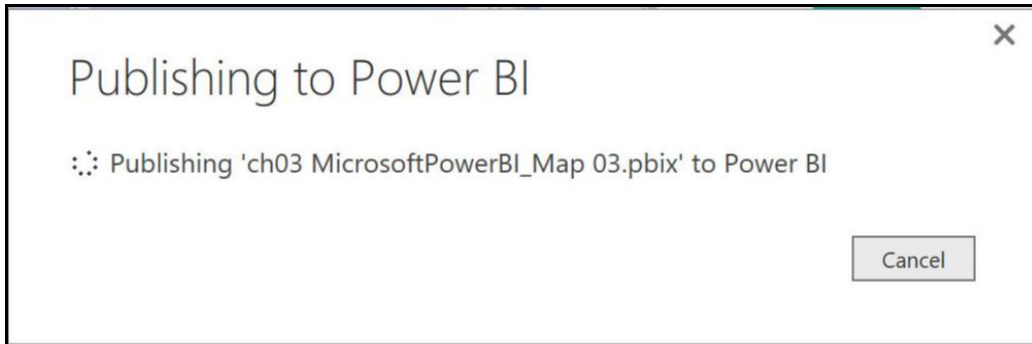 Publishing to Power BI
Publishing 'ch03 MicrosoftPowerBI_Map 03.pbix' to Power BI
Cancel